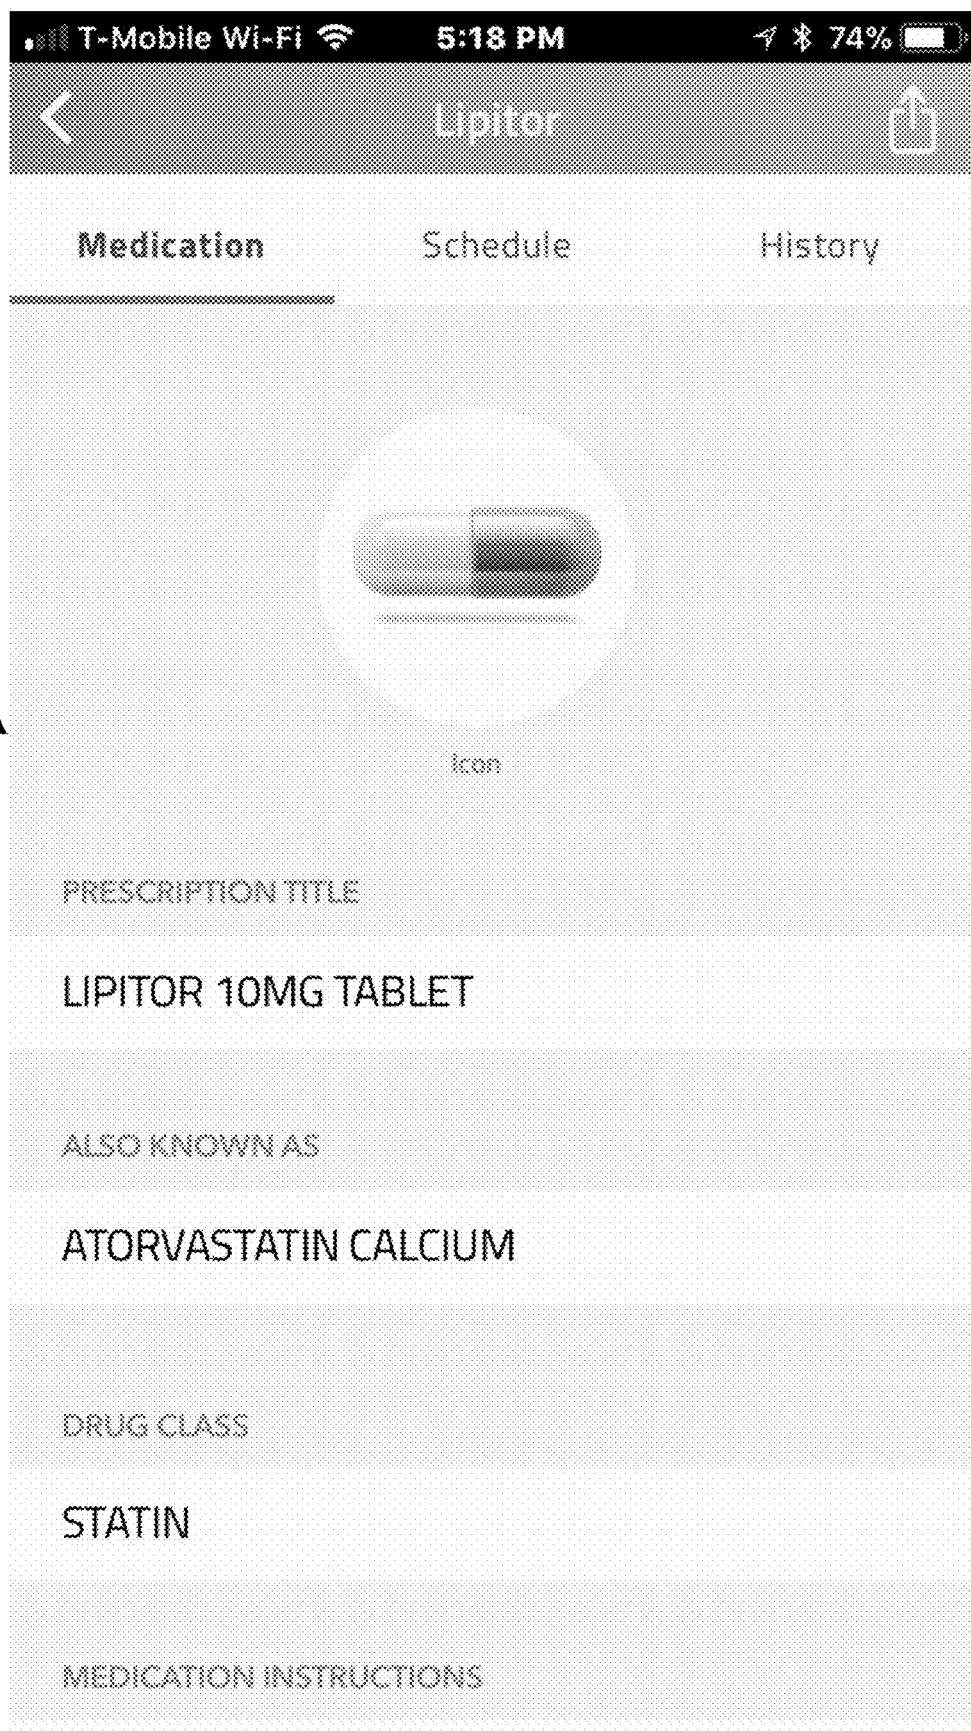 T-Mobile Wi-Fi 5:18 PM 74%
Lipitor
Medication Schedule History
Icon
PRESCRIPTION TITLE
LIPITOR 10MG TABLET
ALSO KNOWN AS
ATORVASTATIN CALCIUM
DRUG CLASS
STATIN
MEDICATION INSTRUCTIONS